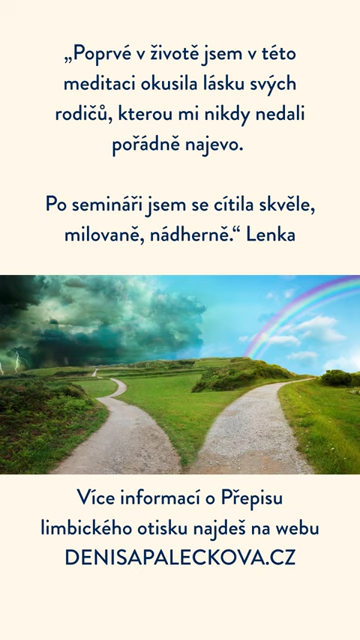 „Poprvé v životě jsem v této
meditaci okusila lásku svých
rodičů, kterou mi nikdy nedali
pořádně najevo.
Po semináři jsem se cítila skvěle,
milovaně, nádherně.“ Lenka
Více informací o Přepisu
limbického otisku najdeš na webu
DENISAPALECKOVA.CZ